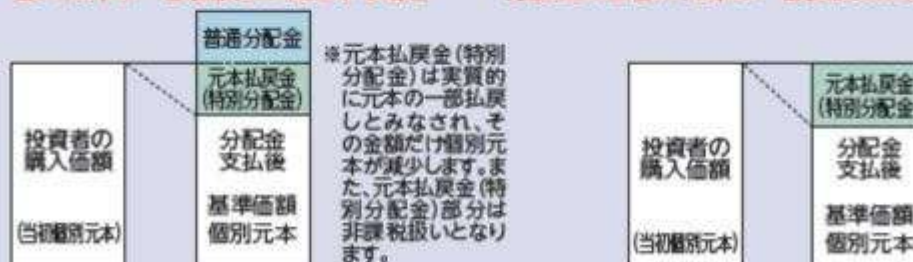 普通分配金
元本払戻金
(特別分配金)
投資者の
購入価額
(当初個別元本)
分配金
支払後
基準価額
個別元本
※元本払戻金(特別
分配金)は実質的
に元本の一部払戻
しとみなされ、そ
の金額だけ個別元
本が減少します。ま
た、元本払戻金(特
別分配金)部分は
非課税扱いとなり
ます。
投資者の
購入価額
(当初個別元本)
元本払戻金
(特別分配金
分配金
支払後
基準価額
個別元本